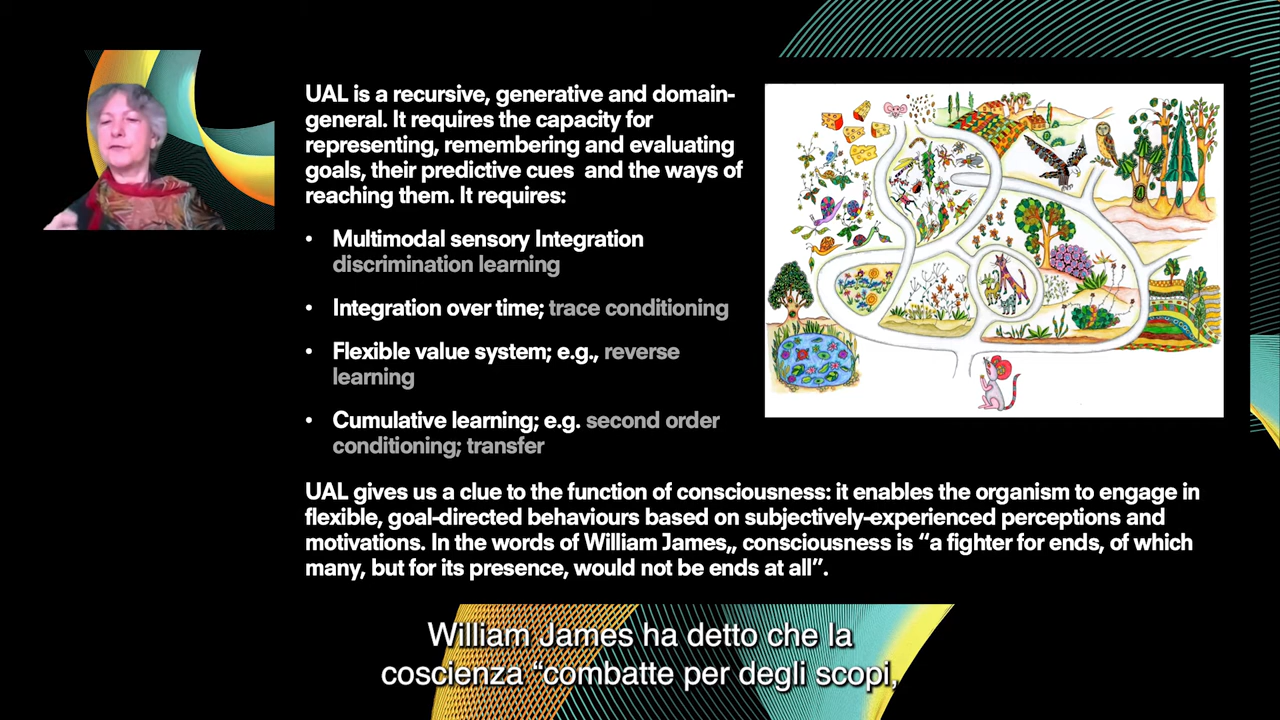 UAL is a recursive, generative and domain-
general. It requires the capacity for
representing, remembering and evaluating
goals, their predictive cues and the ways of
reaching them. It requires:
• Multimodal sensory Integration
discrimination learning
• Integration over time; trace conditioning
• Flexible value system; e.g., reverse
learning
• Cumulative learning; e.g. second order
conditioning; transfer
UAL gives us a clue to the function of consciousness: it enables the organism to engage in
flexible, goal-directed behaviours based on subjectively-experienced perceptions and
motivations. In the words of William James,, consciousness is “a fighter for ends, of which
many, but for its presence, would not be ends at all”.
William James ha detto che la
coscienza “combatte per degli scopi,